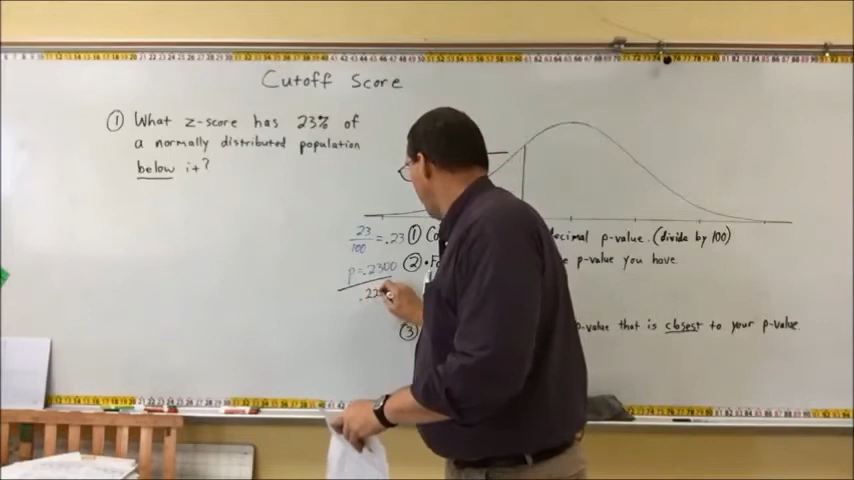 Cutoff Score
① What z-score has 23% of
a normally distributed population
below it?
23/100 = .23
p=.2300
①
decimal p-value. (divide by 100)
②
p-value you have.
③
p-value that is closest to your p-value.